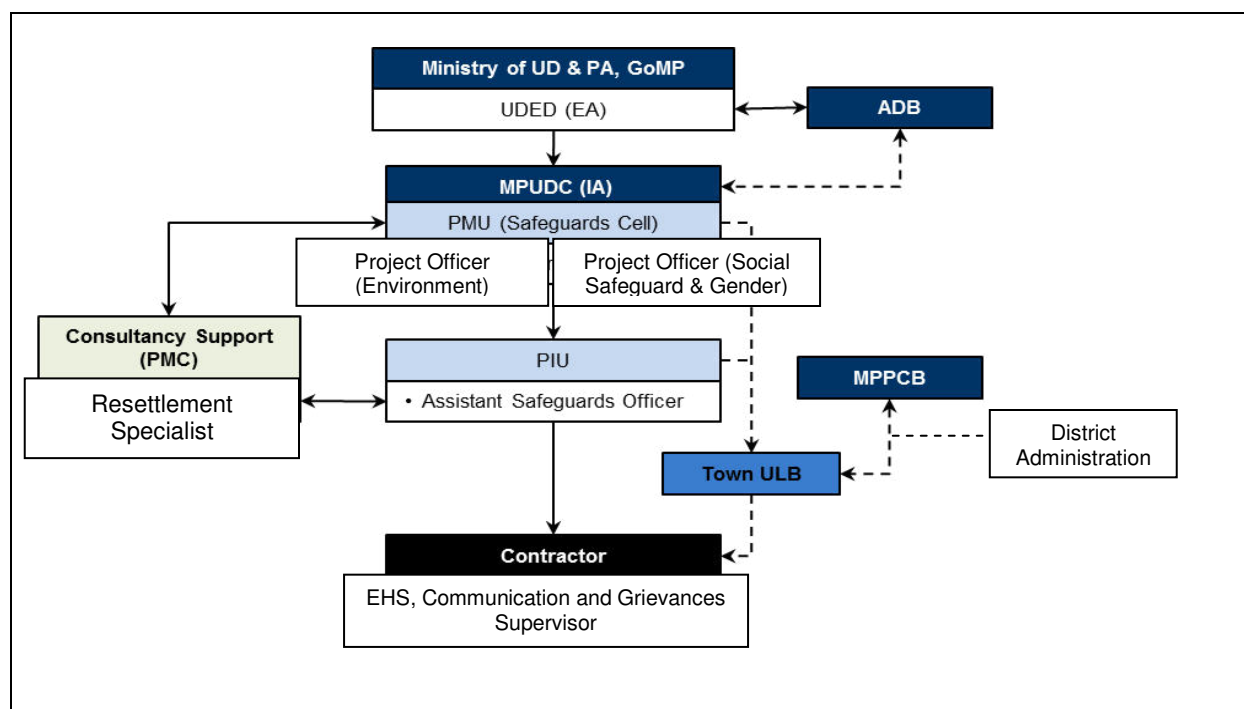 Ministry of UD & PA, GoMP
UDED (EA)
ADB
MPUDC (IA)
PMU (Safeguards Cell)
Project Officer
(Environment)
Project Officer (Social
Safeguard & Gender)
Consultancy Support
(PMC)
Resettlement
Specialist
PIU
• Assistant Safeguards Officer
MPPCB
District
Administration
Town ULB
Contractor
EHS, Communication and Grievances
Supervisor